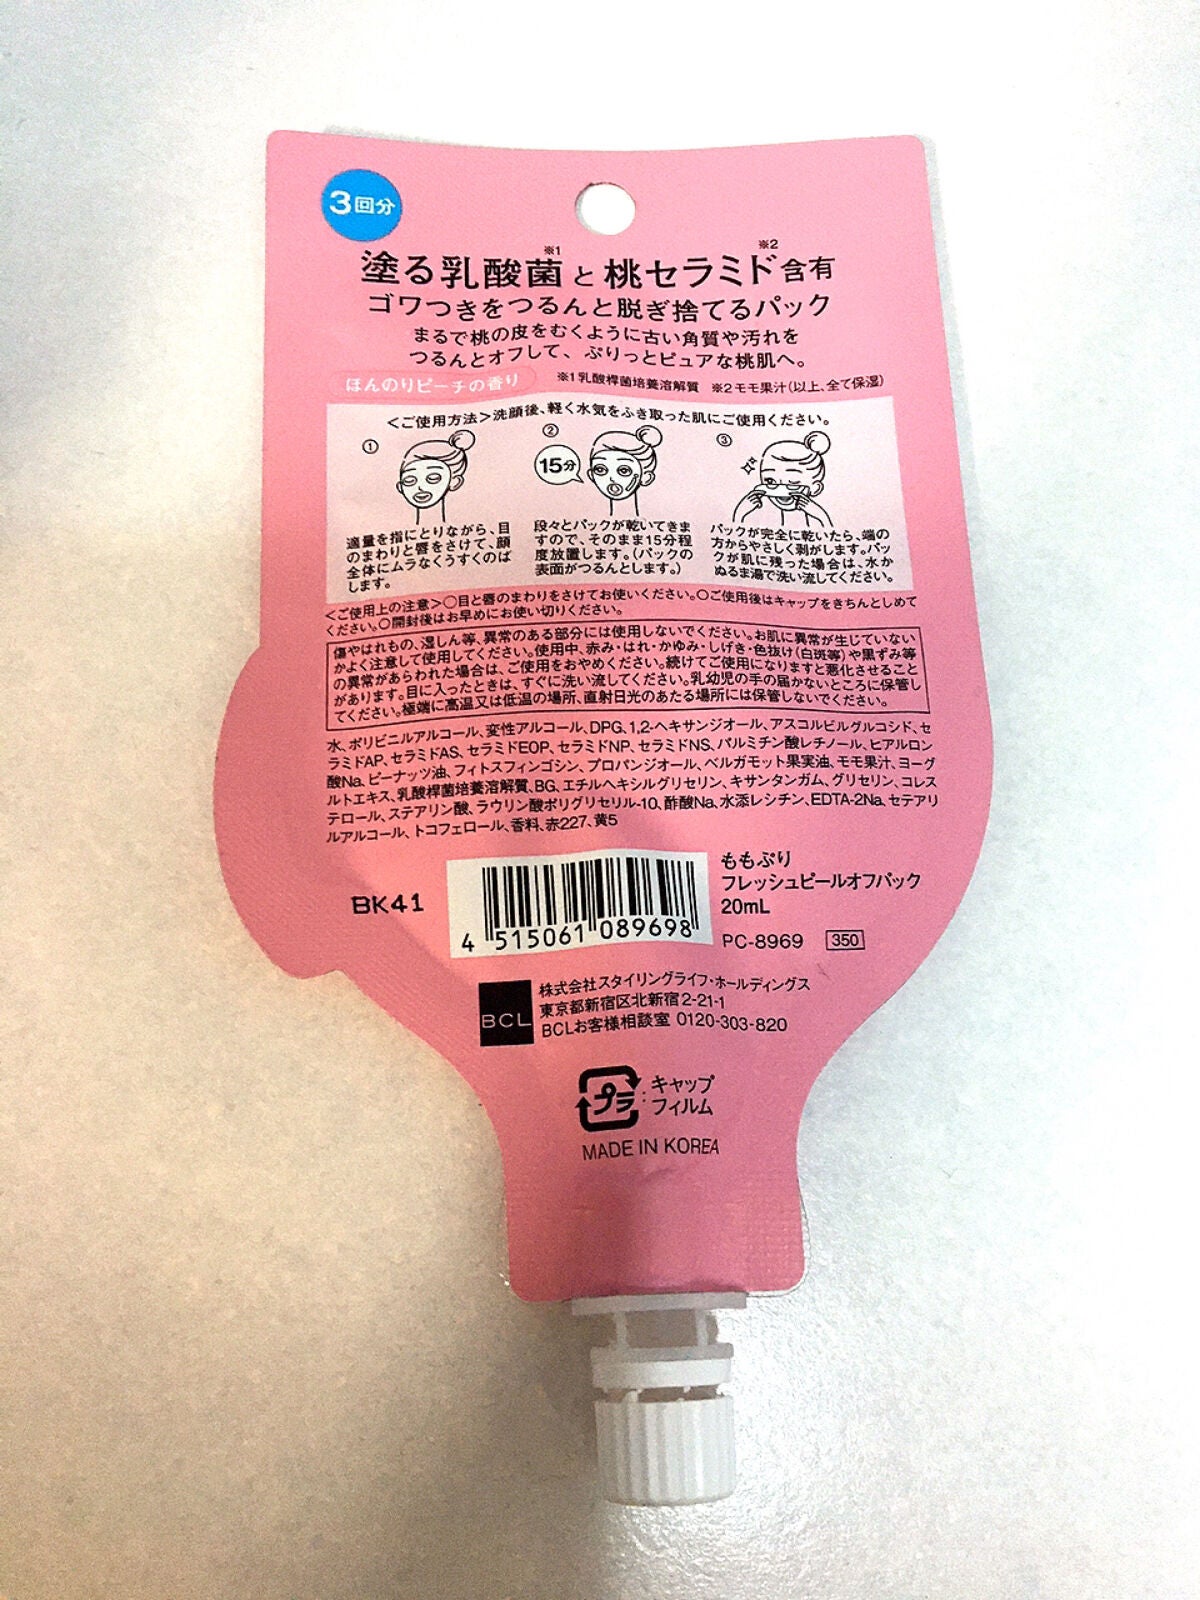 3回分
塗る乳酸菌※1と桃セラミド※2含有
ゴワつきをつるんと脱ぎ捨てるパック
まるで桃の皮をむくように古い角質や汚れを
つるんとオフして、ぷりっとピュアな桃肌へ。
ほんのりピーチの香り ※1乳酸桿菌培養溶解質 ※2モモ果汁(以上、全て保湿)
<ご使用方法>洗顔後、軽く水気をふき取った肌にご使用ください。
① ② ③
15分
適量を指にとりながら、目
のまわりと唇をさけて、顔
全体にムラなくうすくのば
します。
段々とパックが乾いてきま
すので、そのまま15分程
度放置します。(パックの
表面がつるんとします。)
パックが完全に乾いたら、端の
方からやさしく剥がします。パッ
クが肌に残った場合は、水か
ぬるま湯で洗い流してください。
<ご使用上の注意>○目と唇のまわりをさけてお使いください。○ご使用後はキャップをきちんとしめて
ください。○開封後はお早めにお使い切りください。
傷やはれもの、湿しん等、異常のある部分には使用しないでください。お肌に異常が生じていない
かよく注意して使用してください。使用中、赤み・はれ・かゆみ・しげき・色抜け(白斑等)や黒ずみ等
の異常があらわれた場合は、ご使用をおやめください。続けてご使用になりますと悪化させること
があります。目に入ったときは、すぐに洗い流してください。乳幼児の手の届かないところに保管し
てください。極端に高温又は低温の場所、直射日光のあたる場所には保管しないでください。
水、ポリビニルアルコール、変性アルコール、DPG、1,2-ヘキサンジオール、アスコルビルグルコシド、セ
ラミドAP、セラミドAS、セラミドEOP、セラミドNP、セラミドNS、パルミチン酸レチノール、ヒアルロン
酸Na、ピーナッツ油、フィトスフィンゴシン、プロパンジオール、ベルガモット果実油、モモ果汁、ヨーグ
ルトエキス、乳酸桿菌培養溶解質、BG、エチルヘキシルグリセリン、キサンタンガム、グリセリン、コレス
テロール、ステアリン酸、ラウリン酸ポリグリセリル-10、酢酸Na、水添レシチン、EDTA-2Na、セテアリ
ルアルコール、トコフェロール、香料、赤227、黄5
BK41
4 515061 089698
ももぷり
フレッシュピールオフパック
20mL
PC-8969 350
BCL
株式会社スタイリングライフ・ホールディングス
東京都新宿区北新宿2-21-1
BCLお客様相談室 0120-303-820
プラ:キャップ
フィルム
MADE IN KOREA